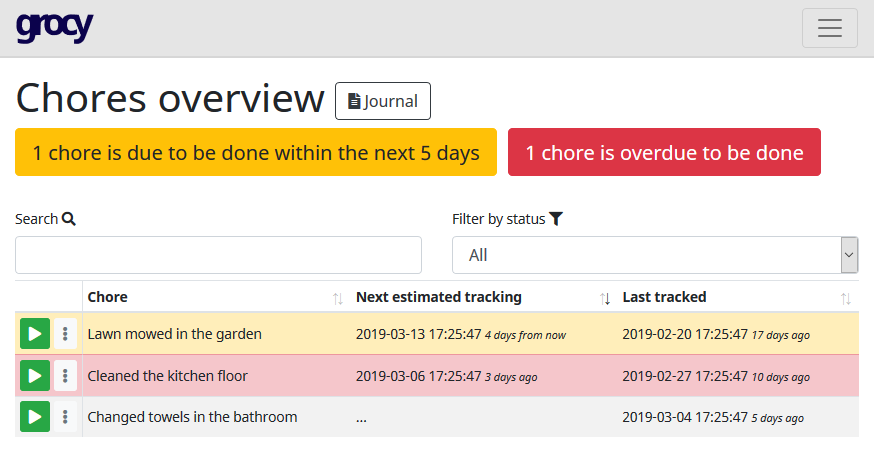 grocy
Chores overview Journal
1 chore is due to be done within the next 5 days 1 chore is overdue to be done
Search Filter by status
All
Chore Next estimated tracking Last tracked
Lawn mowed in the garden 2019-03-13 17:25:47 4 days from now 2019-02-20 17:25:47 17 days ago
Cleaned the kitchen floor 2019-03-06 17:25:47 3 days ago 2019-02-27 17:25:47 10 days ago
Changed towels in the bathroom ... 2019-03-04 17:25:47 5 days ago